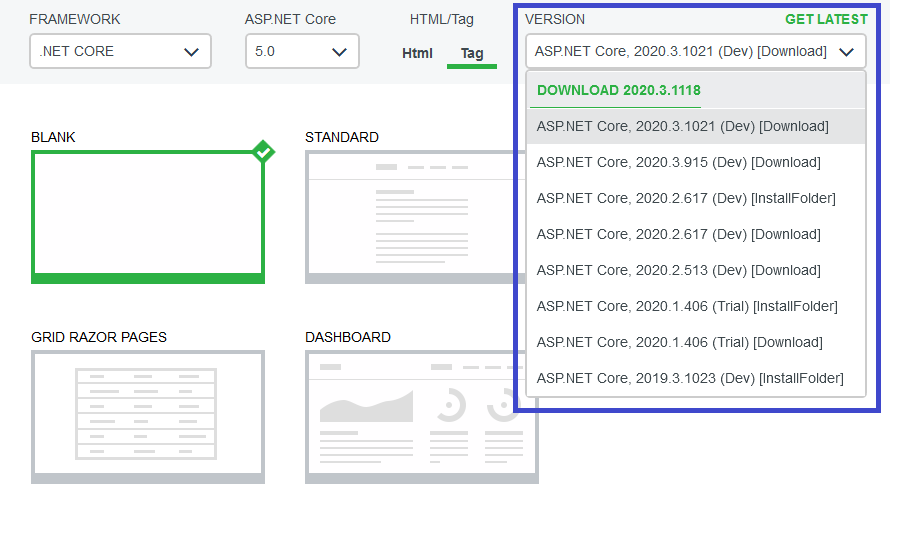 FRAMEWORK
ASP.NET Core
HTML/Tag
VERSION
GET LATEST
.NET CORE
5.0
Html
Tag
ASP.NET Core, 2020.3.1021 (Dev) [Download]
DOWNLOAD 2020.3.1118
ASP.NET Core, 2020.3.1021 (Dev) [Download]
ASP.NET Core, 2020.3.915 (Dev) [Download]
ASP.NET Core, 2020.2.617 (Dev) [InstallFolder]
ASP.NET Core, 2020.2.617 (Dev) [Download]
ASP.NET Core, 2020.2.513 (Dev) [Download]
ASP.NET Core, 2020.1.406 (Trial) [InstallFolder]
ASP.NET Core, 2020.1.406 (Trial) [Download]
ASP.NET Core, 2019.3.1023 (Dev) [InstallFolder]
BLANK
STANDARD
GRID RAZOR PAGES
DASHBOARD